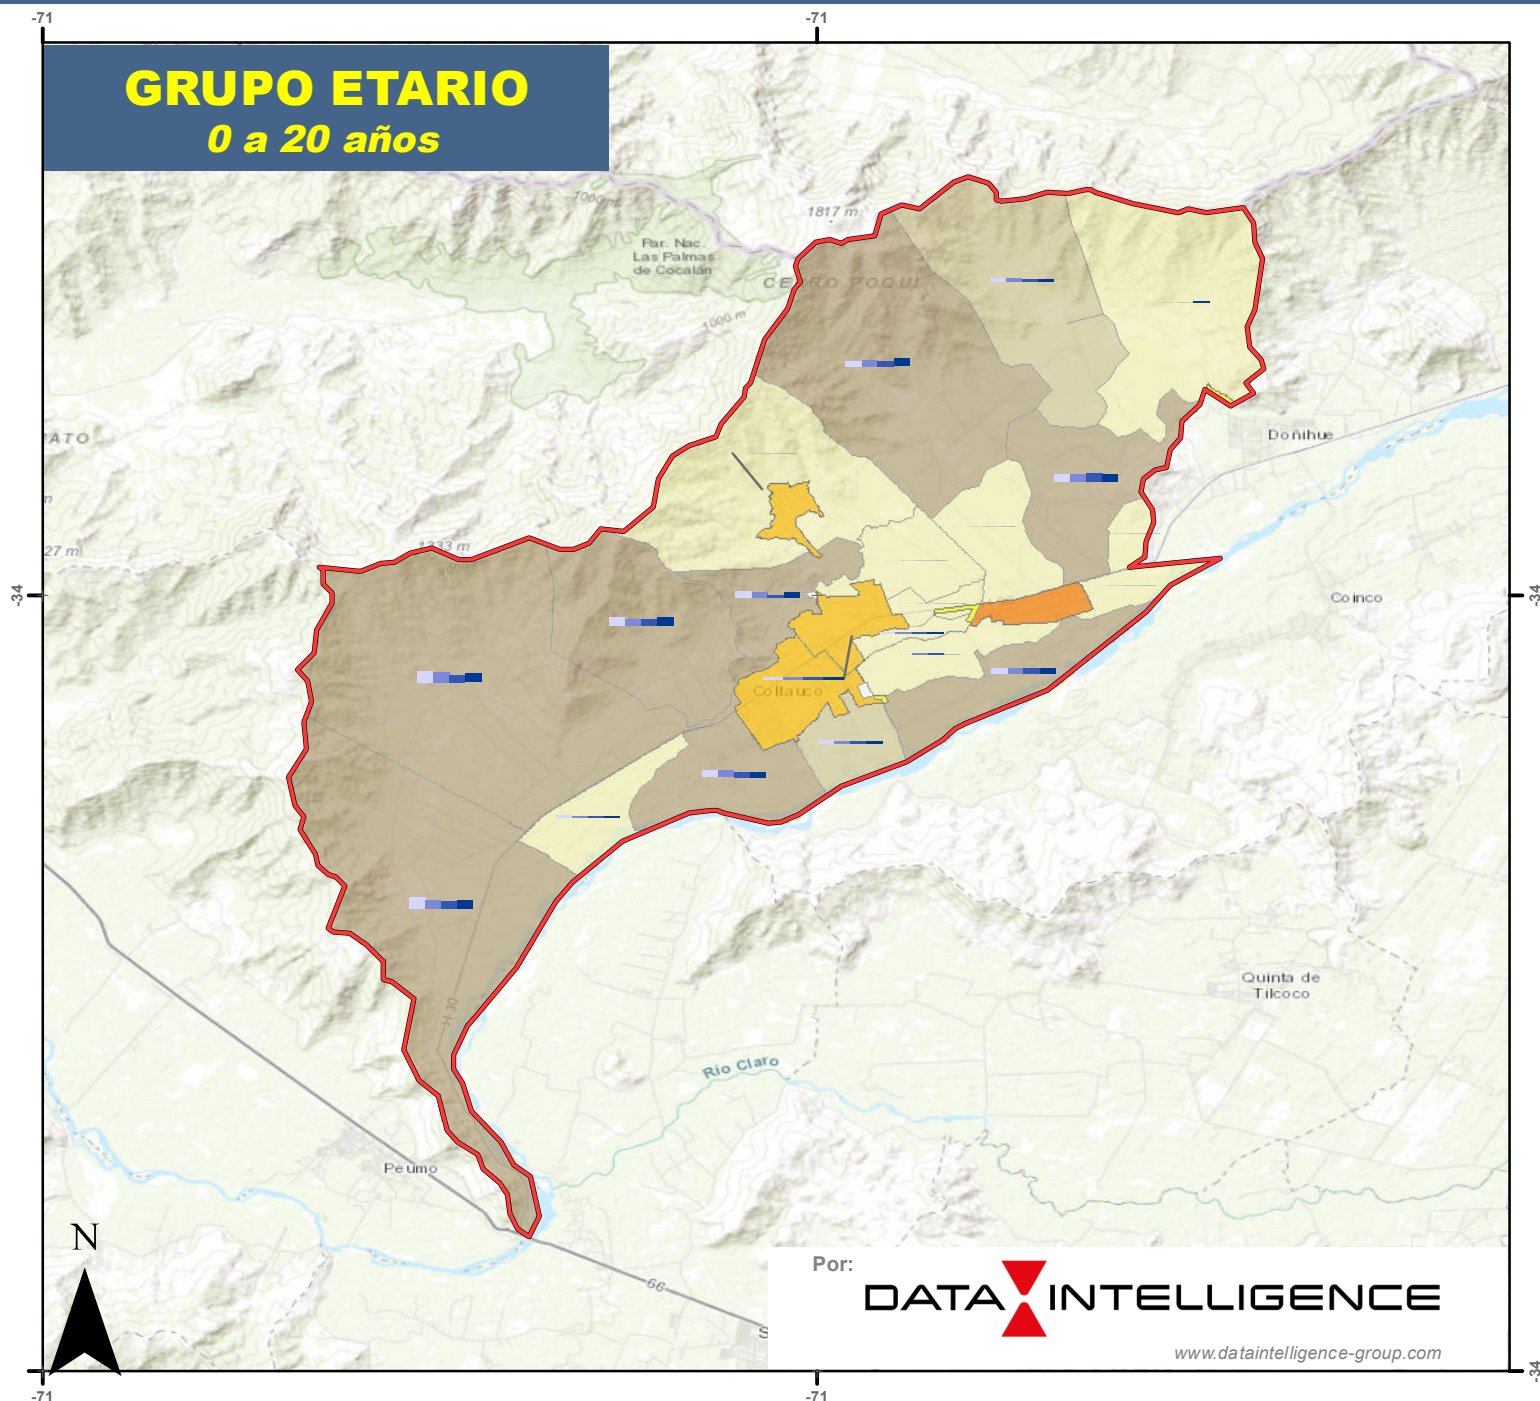 -71
-71
GRUPO ETARIO
0 a 20 años
1000 m
1817 m
Par. Nac.
Las Palmas
de Cocalán
CERRO POQUI
1000 m
Doñihue
ATO
m
27 m
1333 m
-34
-34
Coinco
Coltauco
Quinta de
Tilcoco
H-30
Río Claro
Peumo
N
66
S
Por:
DATA INTELLIGENCE
www.dataintelligence-group.com
-34
-71
-71